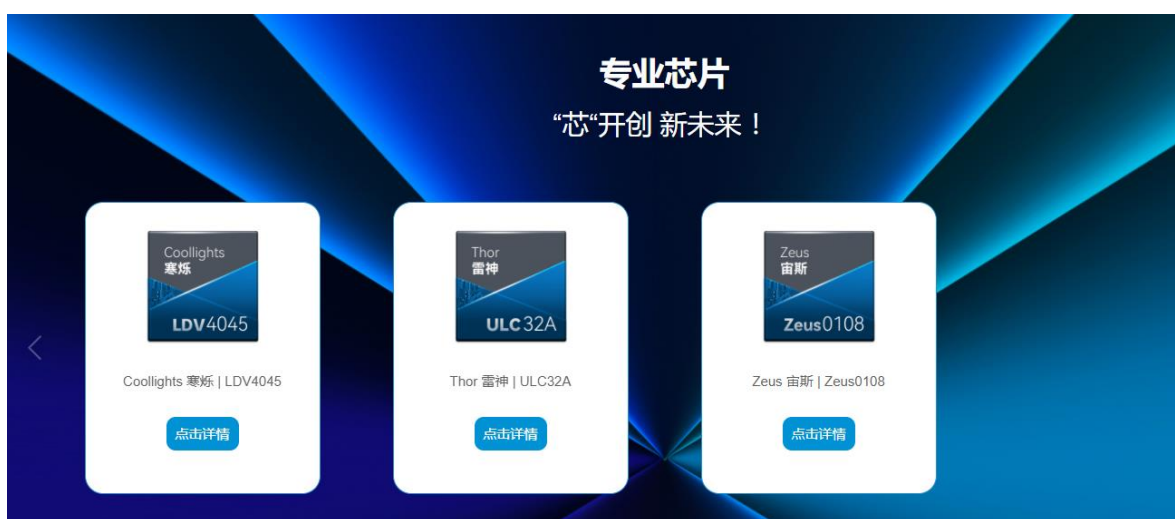 专业芯片
“芯“开创 新未来！
Coollights
寒烁
LDV4045
Coollights 寒烁 | LDV4045
点击详情
Thor
雷神
ULC32A
Thor 雷神 | ULC32A
点击详情
Zeus
宙斯
Zeus0108
Zeus 宙斯 | Zeus0108
点击详情